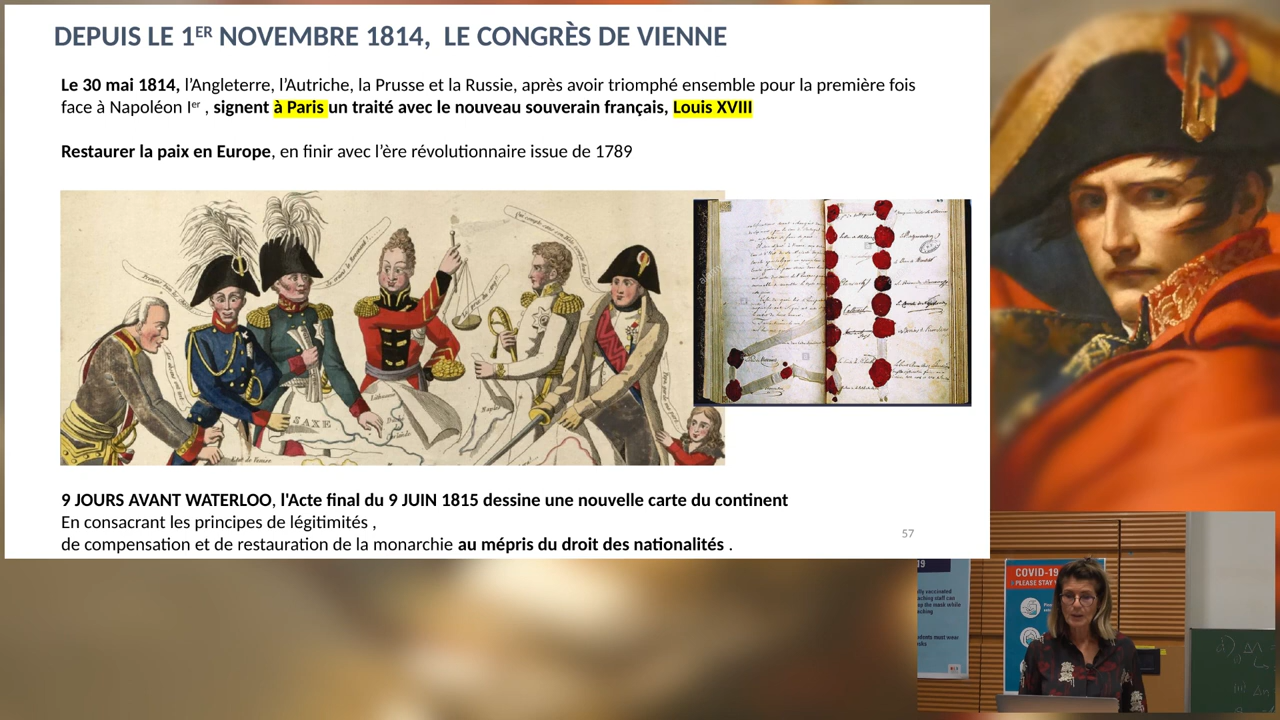 DEPUIS LE 1ER NOVEMBRE 1814, LE CONGRÈS DE VIENNE
Le 30 mai 1814, l'Angleterre, l'Autriche, la Prusse et la Russie, après avoir triomphé ensemble pour la première fois
face à Napoléon Ier , signent à Paris un traité avec le nouveau souverain français, Louis XVIII
Restaurer la paix en Europe, en finir avec l'ère révolutionnaire issue de 1789
SAXE
9 JOURS AVANT WATERLOO, l'Acte final du 9 JUIN 1815 dessine une nouvelle carte du continent
En consacrant les principes de légitimités ,
de compensation et de restauration de la monarchie au mépris du droit des nationalités .
57
19
COVID-19
PLEASE STAY